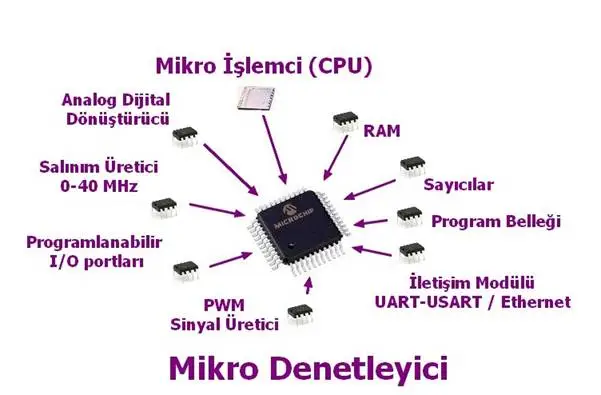 Mikro İşlemci (CPU)
Analog Dijital
Dönüştürücü
RAM
Salınım Üretici
0-40 MHz
Sayıcılar
Program Belleği
MICROCHIP
Programlanabilir
I/O portları
İletişim Modülü
UART-USART / Ethernet
PWM
Sinyal Üretici
Mikro Denetleyici